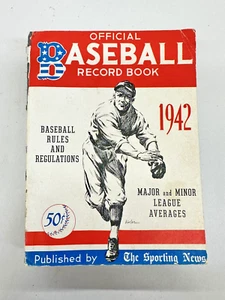 OFFICIAL
BASEBALL
RECORD BOOK
1942
BASEBALL
RULES
AND
REGULATIONS
MAJOR and MINOR
LEAGUE
AVERAGES
50¢
Published by The Sporting News